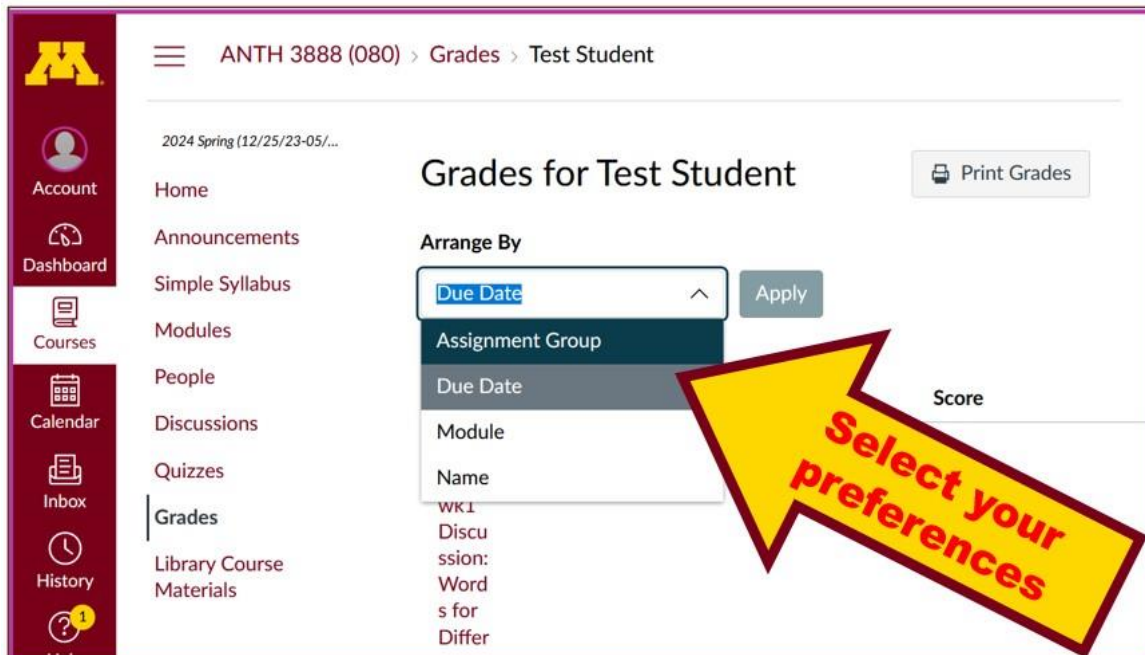 M
ANTH 3888 (080) › Grades › Test Student
Account
Dashboard
Courses
Calendar
Inbox
History
1
2024 Spring (12/25/23-05/...
Home
Announcements
Simple Syllabus
Modules
People
Discussions
Quizzes
Grades
Library Course
Materials
Grades for Test Student
Print Grades
Arrange By
Due Date
Apply
Assignment Group
Due Date
Module
Name
Score
wk1
Discu
ssion:
Word
s for
Differ
Select your
preferences